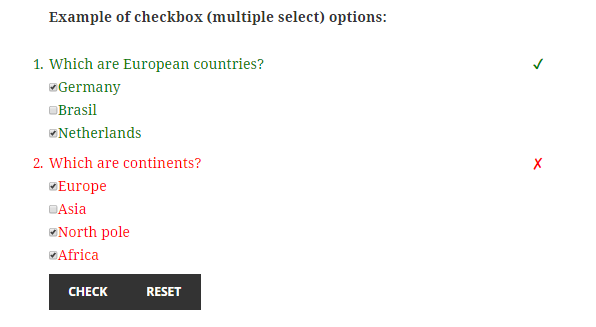 Example of checkbox (multiple select) options:
1. Which are European countries? ✓
Germany
Brasil
Netherlands
2. Which are continents? ✗
Europe
Asia
North pole
Africa
CHECK RESET